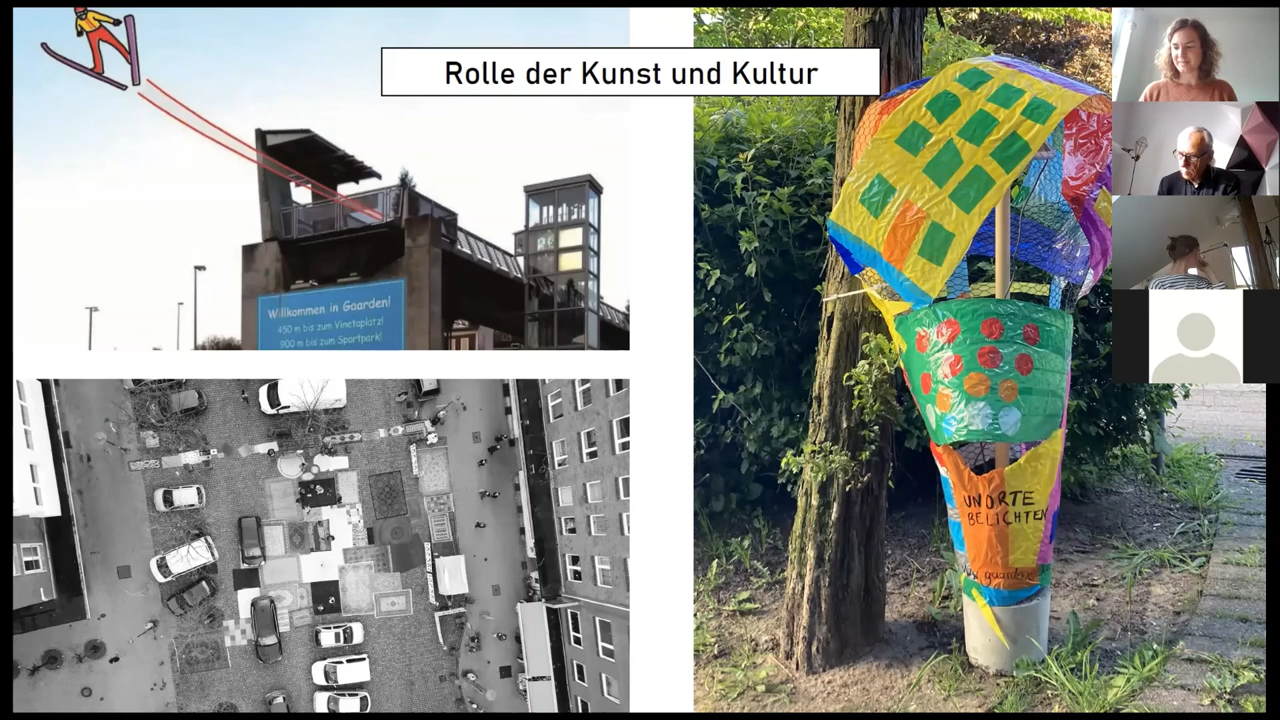 Rolle der Kunst und Kultur
Willkommen in Gaarden!
450 m bis zum Vinetaplatz!
900 m bis zum Sportpark!
UNORTE
BELICHTEN